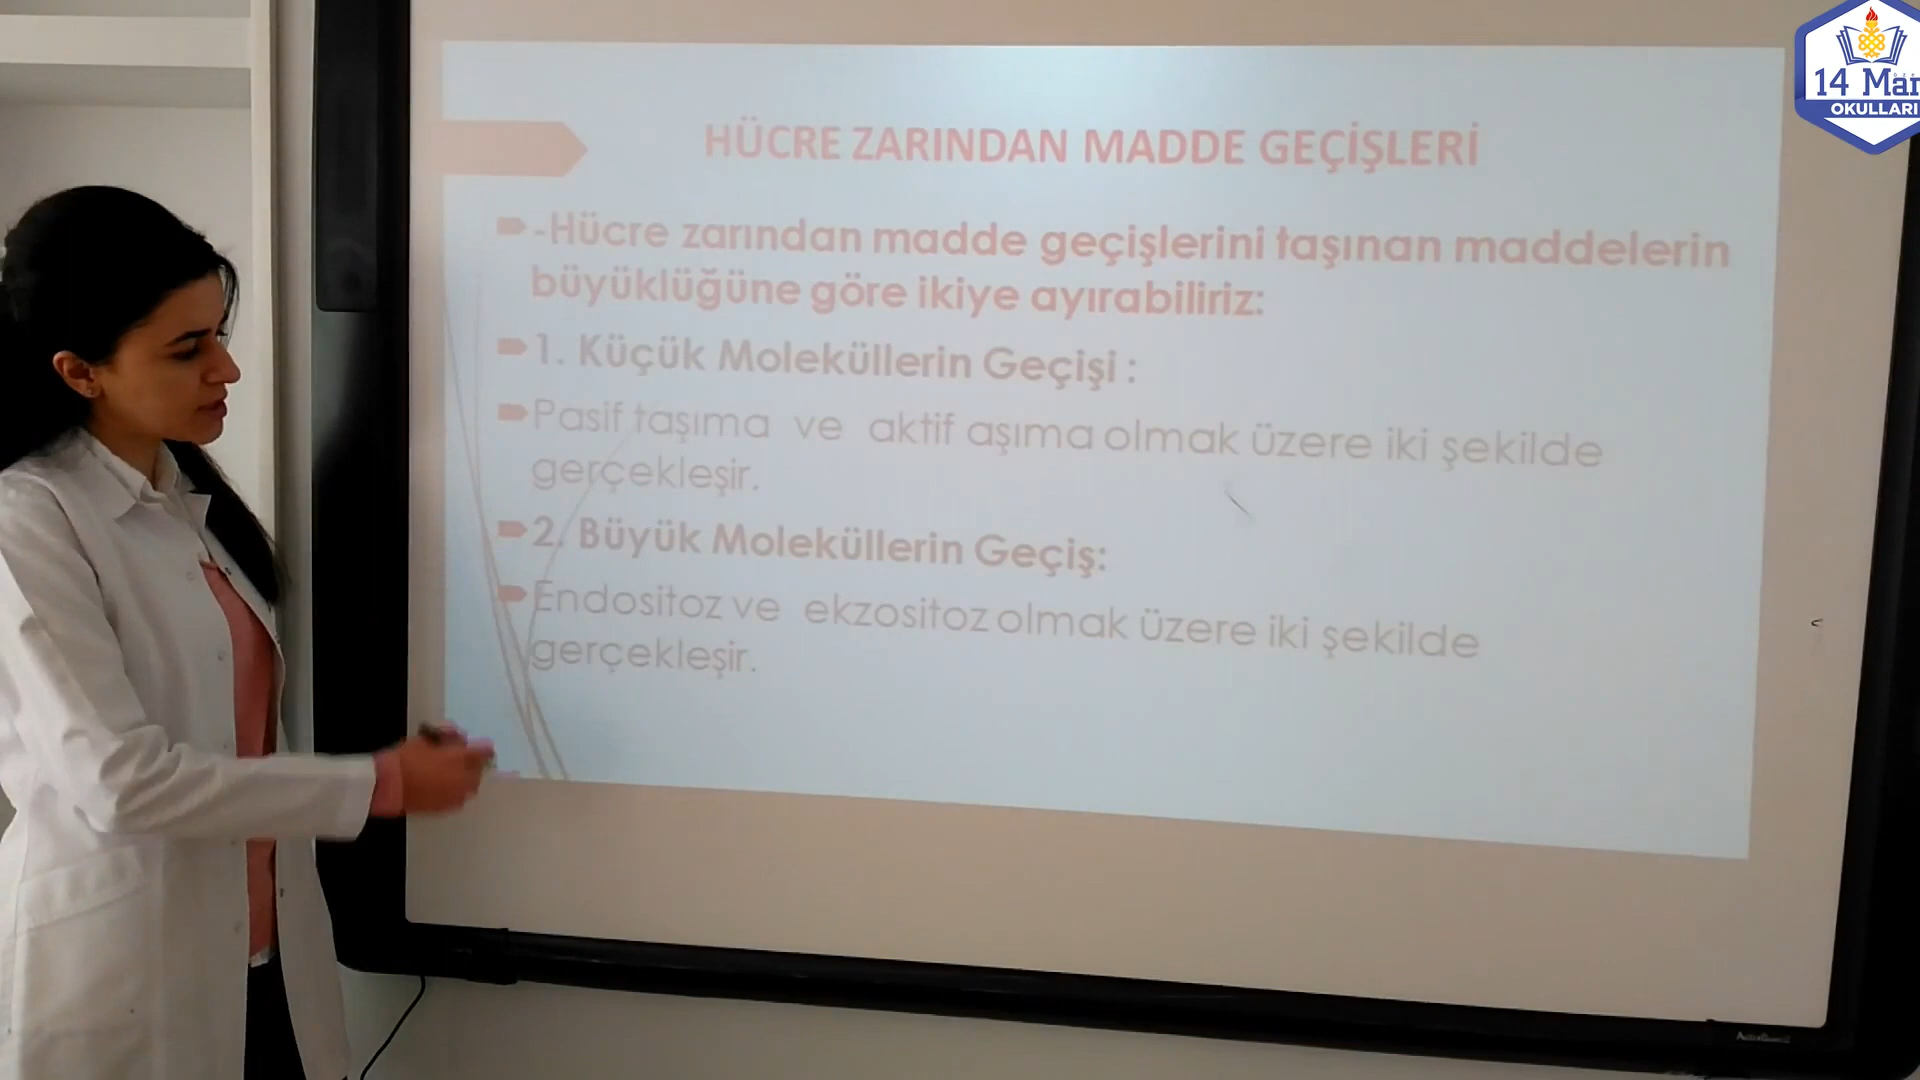 HÜCRE ZARINDAN MADDE GEÇİŞLERİ
-Hücre zarından madde geçişlerini taşınan maddelerin
büyüklüğüne göre ikiye ayırabiliriz:
1. Küçük Moleküllerin Geçişi :
Pasif taşıma ve aktif aşıma olmak üzere iki şekilde
gerçekleşir.
2. Büyük Moleküllerin Geçiş:
Endositoz ve ekzositoz olmak üzere iki şekilde
gerçekleşir.
14 Mar
OKULLARI